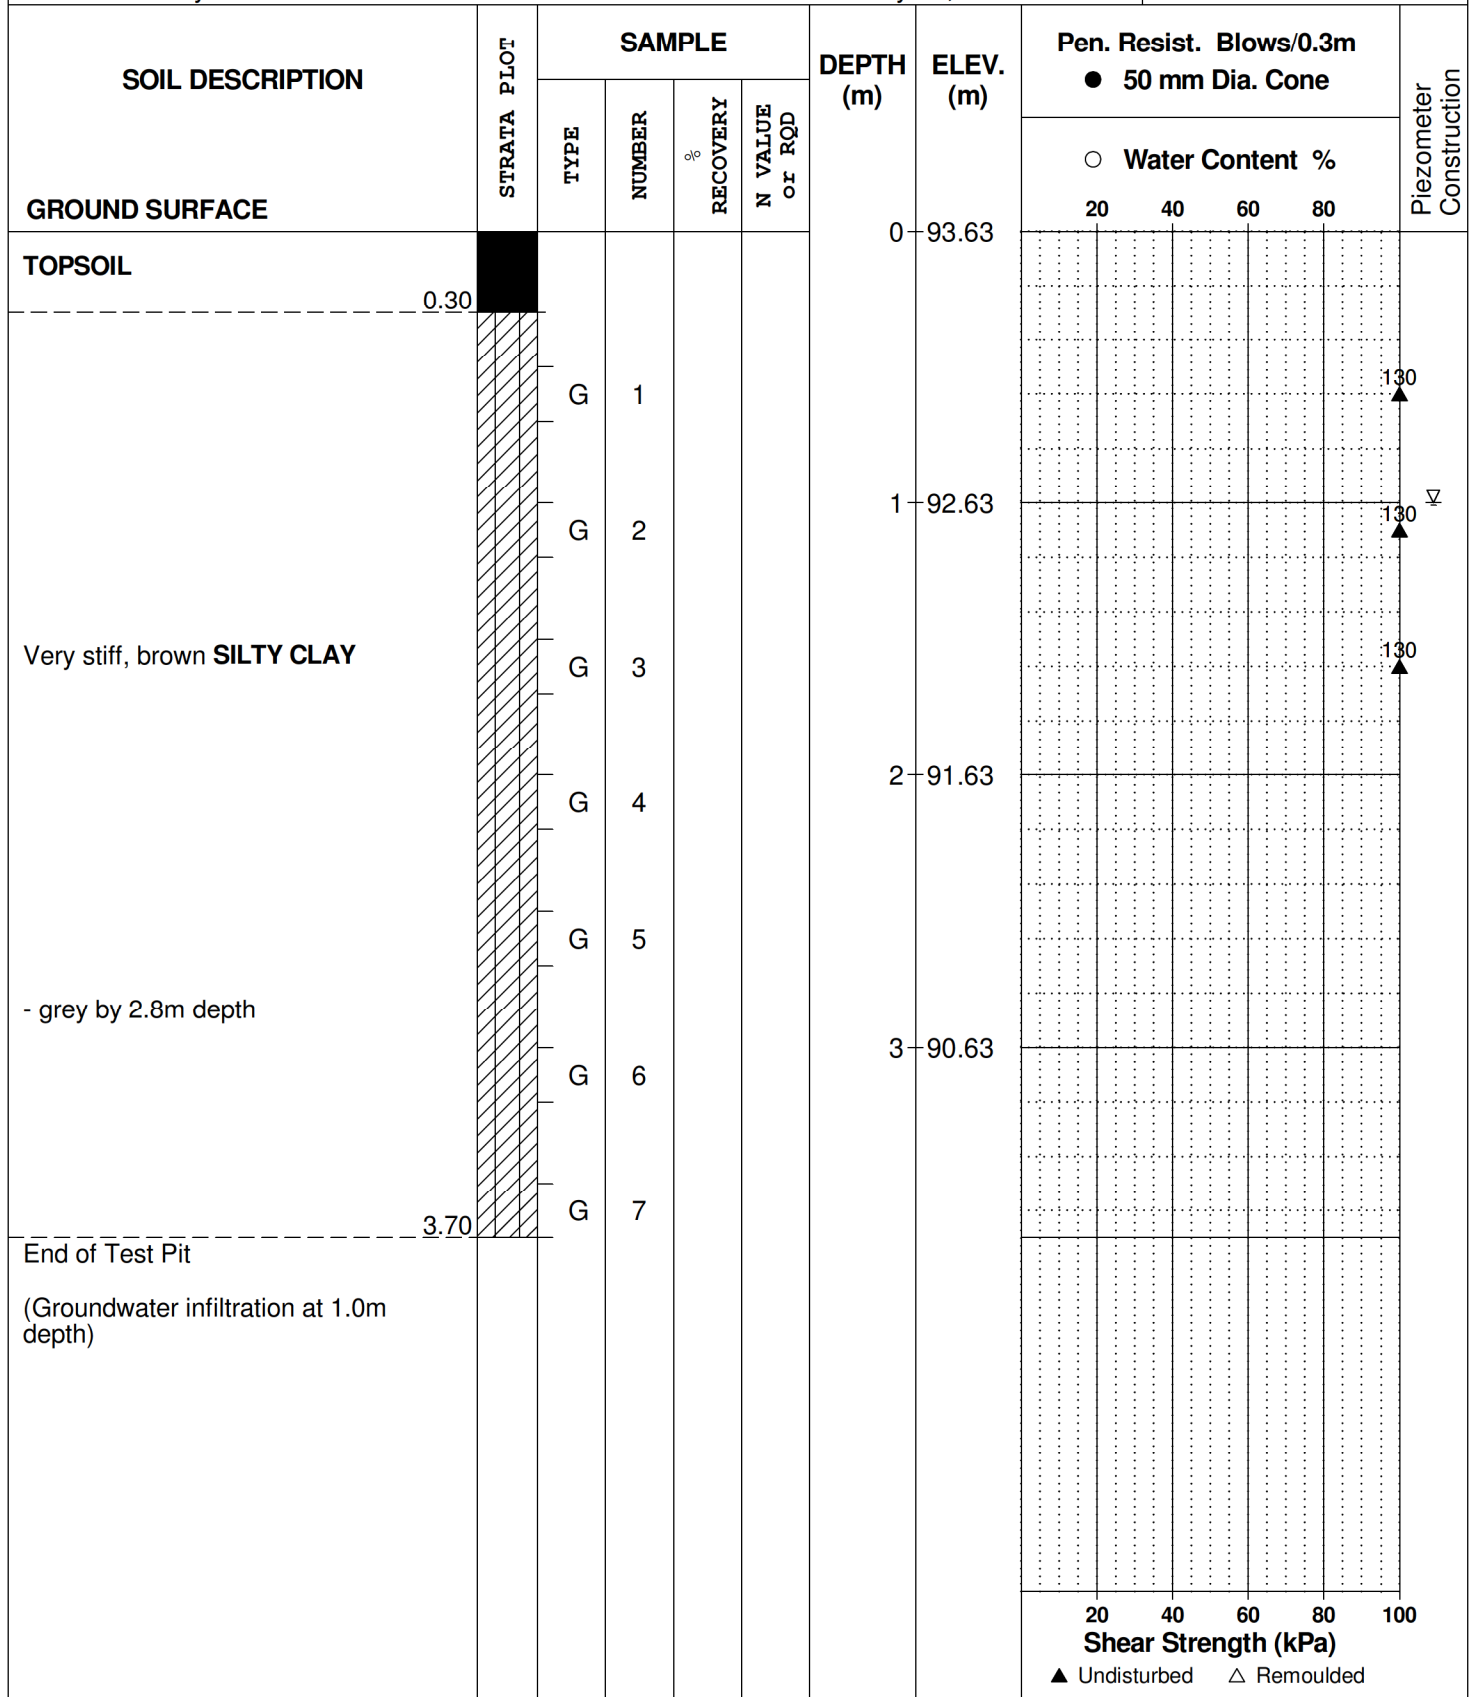 SOIL DESCRIPTION
GROUND SURFACE
STRATA PLOT
SAMPLE
TYPE
NUMBER
%
RECOVERY
N VALUE
or RQD
DEPTH
(m)
ELEV.
(m)
Pen. Resist. Blows/0.3m
● 50 mm Dia. Cone
○ Water Content %
20 40 60 80
Piezometer
Construction
0 93.63
TOPSOIL
0.30
130
G 1
1 92.63
130
G 2
130
Very stiff, brown SILTY CLAY
G 3
2 91.63
G 4
G 5
- grey by 2.8m depth
3 90.63
G 6
G 7
3.70
End of Test Pit
(Groundwater infiltration at 1.0m
depth)
20 40 60 80 100
Shear Strength (kPa)
▲ Undisturbed △ Remoulded